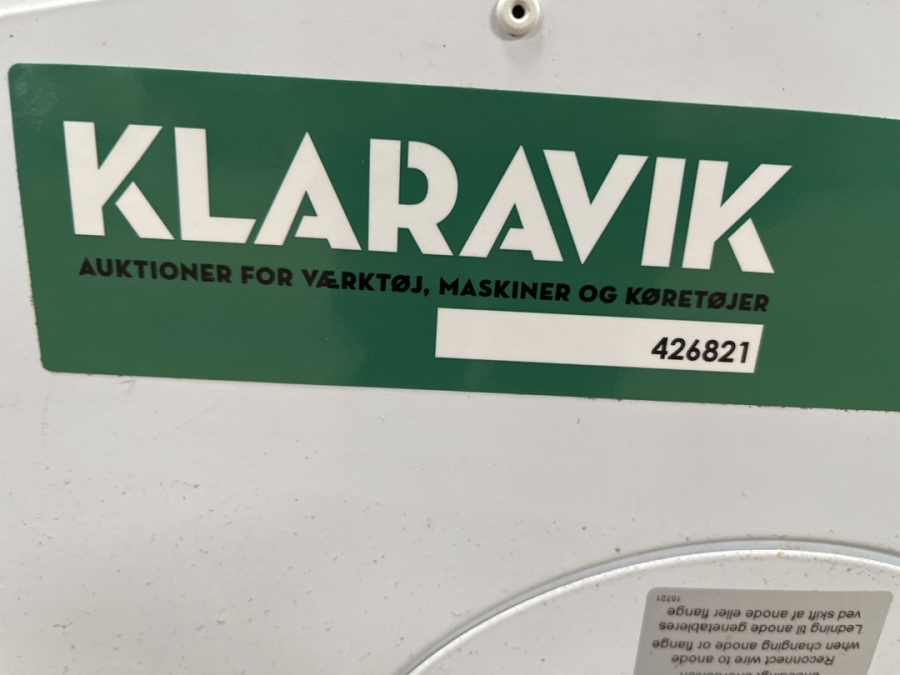 KLARAVIK
AUKTIONER FOR VÆRKTØJ, MASKINER OG KØRETØJER
426821
Reconnect wire to anode
when changing anode or flange
Ledning til anode genetableres
ved skift af anode eller flange
15721